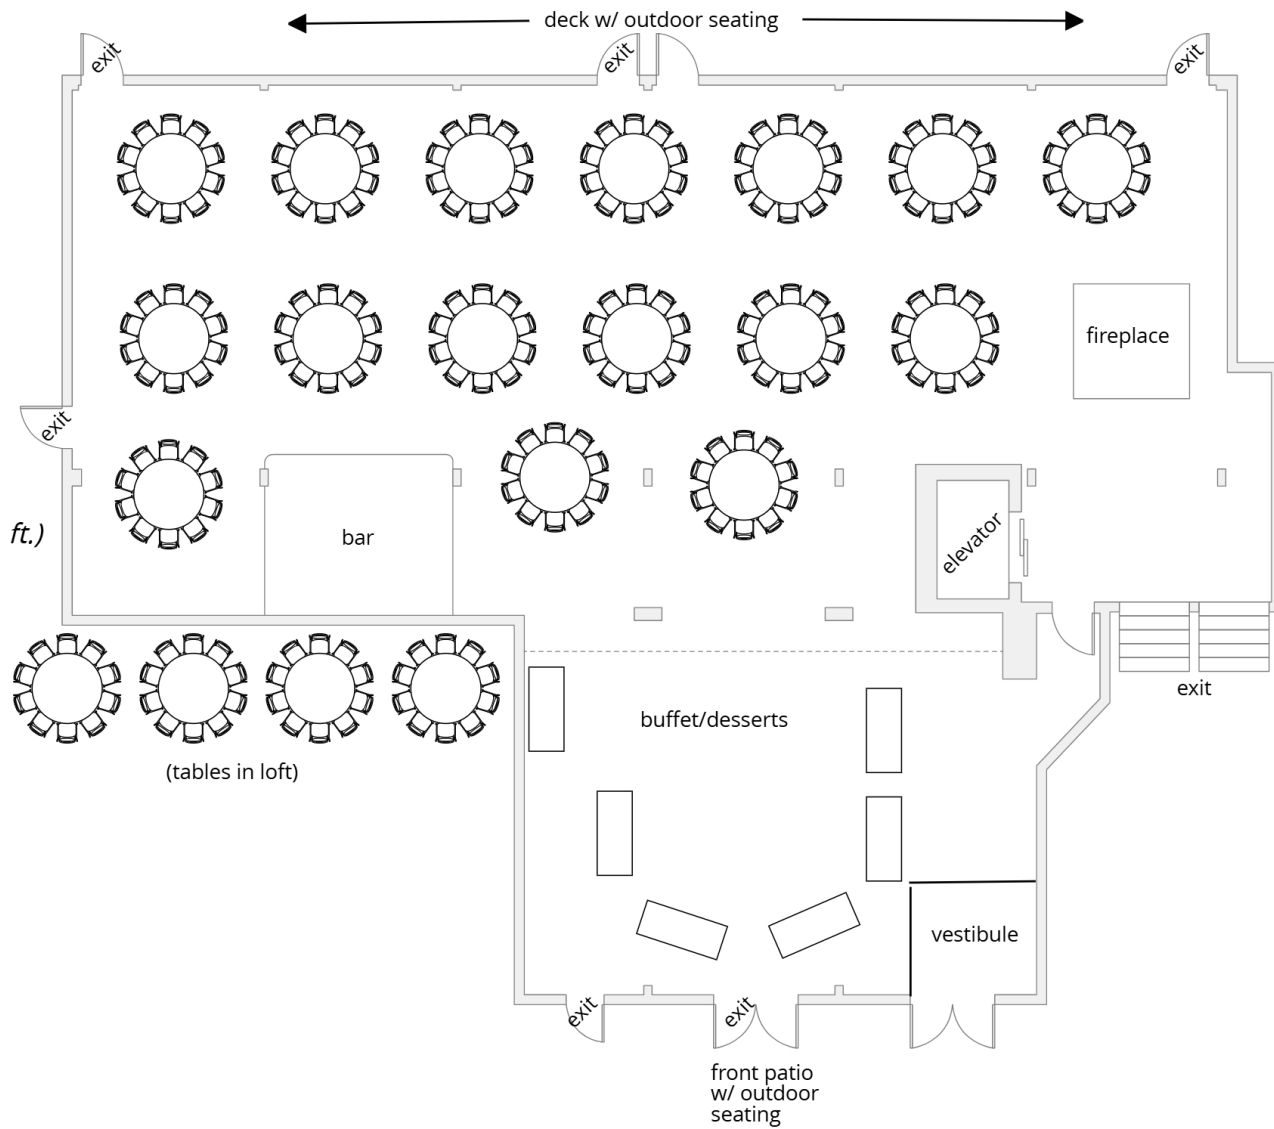 deck w/ outdoor seating
exit
exit
exit
fireplace
exit
ft.)
bar
elevator
exit
buffet/desserts
(tables in loft)
vestibule
exit
exit
front patio
w/ outdoor
seating